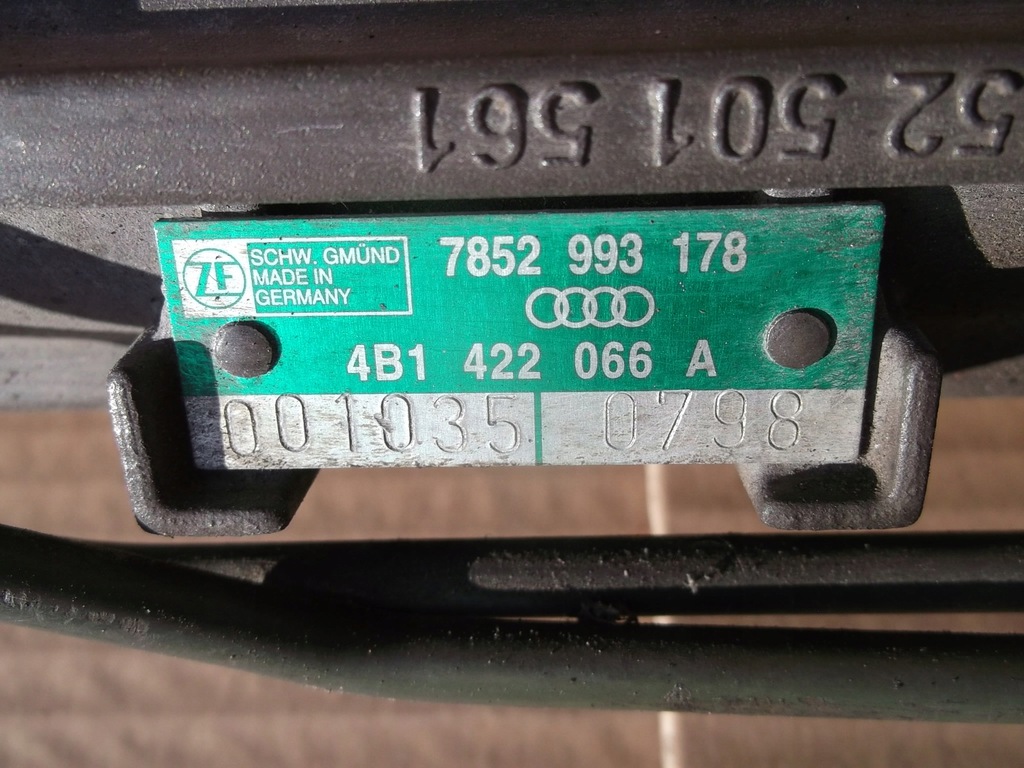 52 501 561
ZF SCHW. GMÜND
MADE IN
GERMANY
7852 993 178
4B1 422 066 A
001035 0798